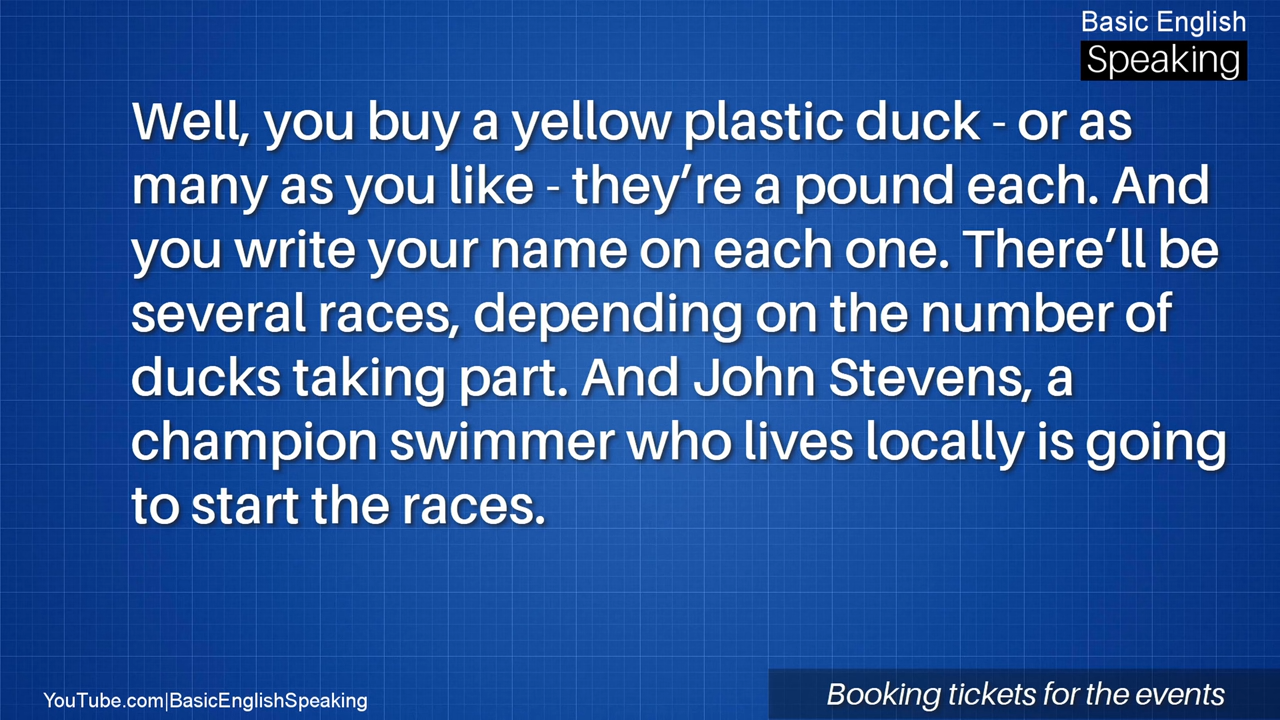 Basic English
Speaking
Well, you buy a yellow plastic duck - or as
many as you like - they’re a pound each. And
you write your name on each one. There’ll be
several races, depending on the number of
ducks taking part. And John Stevens, a
champion swimmer who lives locally is going
to start the races.
YouTube.com|BasicEnglishSpeaking
Booking tickets for the events